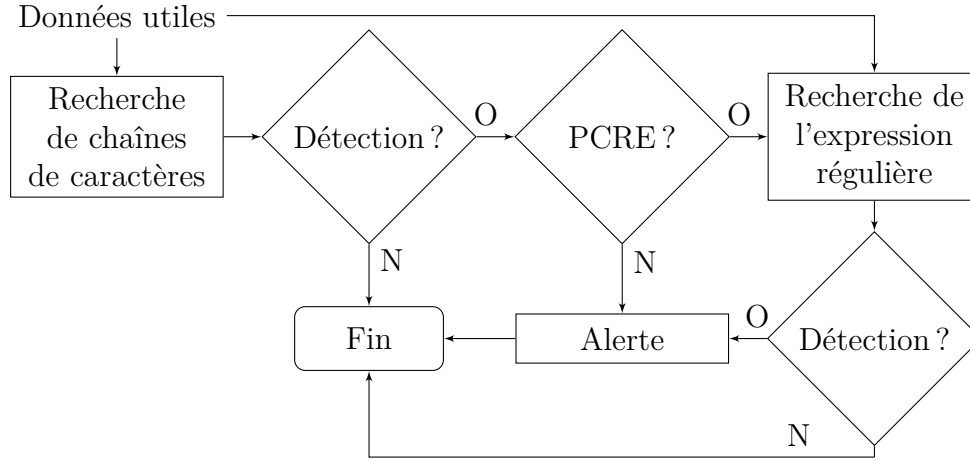 Données utiles
Recherche
de chaînes
de caractères
Détection ?
O
PCRE ?
O
Recherche de
l'expression
régulière
N
N
Fin
Alerte
O
Détection ?
N